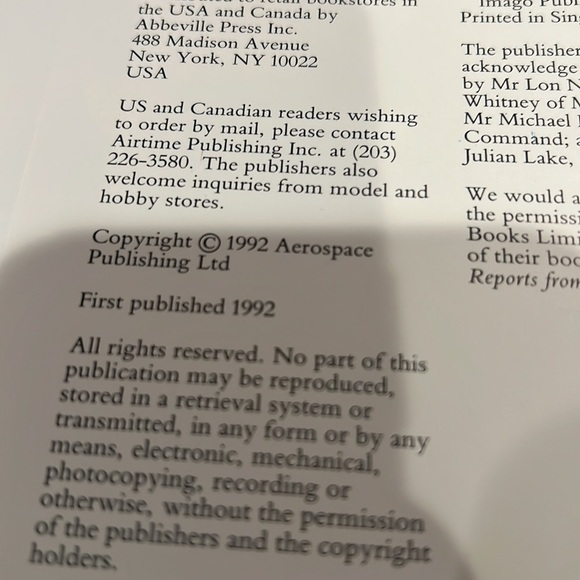 bookstores in
the USA and Canada by
Abbeville Press Inc.
488 Madison Avenue
New York, NY 10022
USA
US and Canadian readers wishing
to order by mail, please contact
Airtime Publishing Inc. at (203)
226-3580. The publishers also
welcome inquiries from model and
hobby stores.
Copyright © 1992 Aerospace
Publishing Ltd
First published 1992
All rights reserved. No part of this
publication may be reproduced,
stored in a retrieval system or
transmitted, in any form or by any
means, electronic, mechanical,
photocopying, recording or
otherwise, without the permission
of the publishers and the copyright
holders.
Imago
Printed in
The publisher
acknowledge
by Mr Lon
Whitney of
Mr Michael
Command;
Julian Lake,
We would
the
Books
of their
Reports from